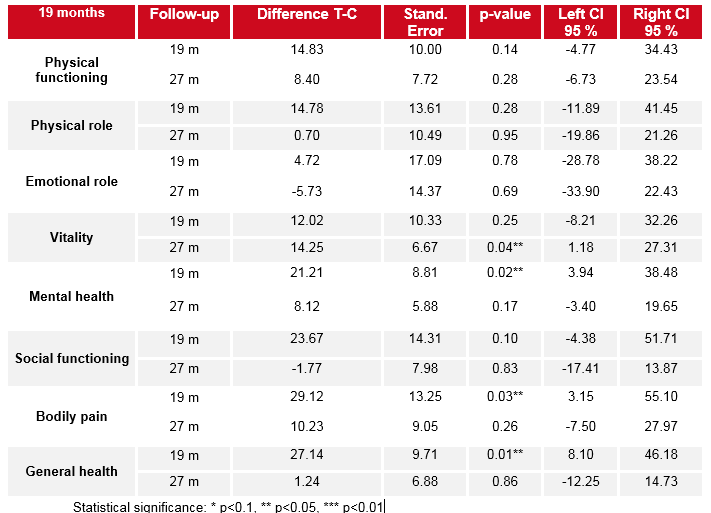 19 months Follow-up Difference T-C Stand. Error p-value Left CI 95 % Right CI 95 %
Physical functioning 19 m 14.83 10.00 0.14 -4.77 34.43
27 m 8.40 7.72 0.28 -6.73 23.54
Physical role 19 m 14.78 13.61 0.28 -11.89 41.45
27 m 0.70 10.49 0.95 -19.86 21.26
Emotional role 19 m 4.72 17.09 0.78 -28.78 38.22
27 m -5.73 14.37 0.69 -33.90 22.43
Vitality 19 m 12.02 10.33 0.25 -8.21 32.26
27 m 14.25 6.67 0.04** 1.18 27.31
Mental health 19 m 21.21 8.81 0.02** 3.94 38.48
27 m 8.12 5.88 0.17 -3.40 19.65
Social functioning 19 m 23.67 14.31 0.10 -4.38 51.71
27 m -1.77 7.98 0.83 -17.41 13.87
Bodily pain 19 m 29.12 13.25 0.03** 3.15 55.10
27 m 10.23 9.05 0.26 -7.50 27.97
General health 19 m 27.14 9.71 0.01** 8.10 46.18
27 m 1.24 6.88 0.86 -12.25 14.73
Statistical significance: * p<0.1, ** p<0.05, *** p<0.01